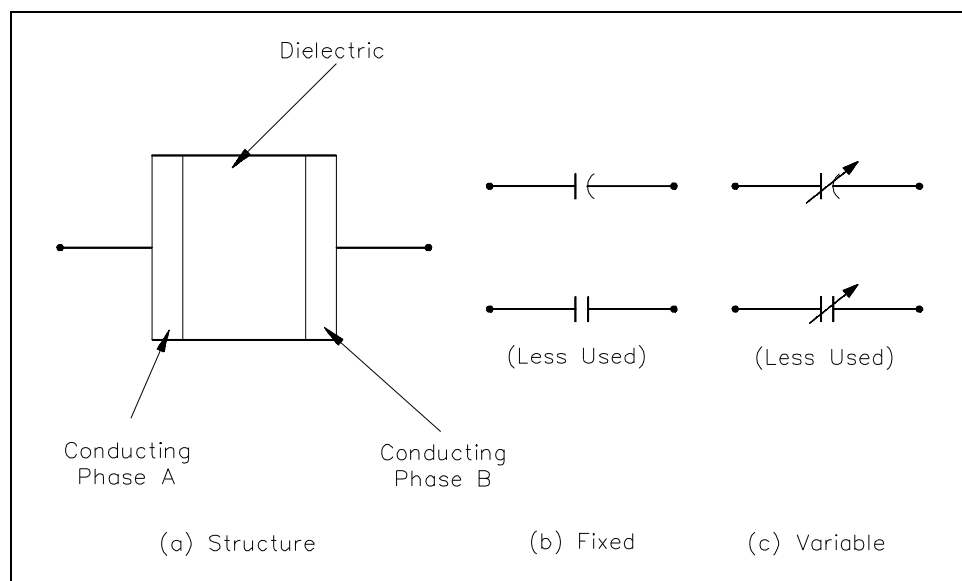 Dielectric
(Less Used)
(Less Used)
Conducting
Phase A
Conducting
Phase B
(a) Structure
(b) Fixed
(c) Variable